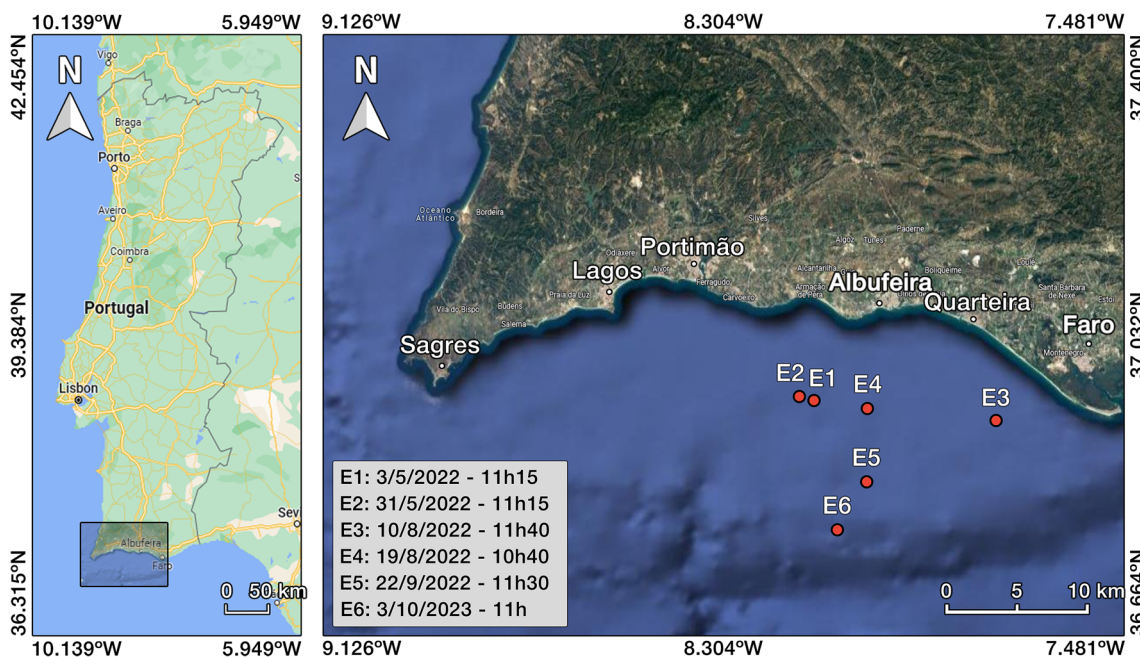 10.139°W 5.949°W
42.454°N
39.384°N
36.315°N
N
Vigo
Braga
Porto
Aveiro
Coimbra
Portugal
Lisbon
Sev
Albufeira
Faro
0 50 km
10.139°W 5.949°W
9.126°W 8.304°W 7.481°W
37.400°N
37.032°N
36.664°N
N
Oceano
Atlântico
Bordeira
Silves
Paderne
Algoz
Tunes
Portimão
Odiáxere
Loulé
Lagos
Alvor
Alcantarilha
Boliqueime
Ferragudo
Albufeira
Santa Bárbara
de Nexe
Praia da Luz
Carvoeiro
Armação
de Pêra
Estoi
Quarteira
Vila do Bispo
Budens
Salema
Faro
Sagres
Montenegro
E2 E1
E4
E3
E5
E6
E1: 3/5/2022 - 11h15
E2: 31/5/2022 - 11h15
E3: 10/8/2022 - 11h40
E4: 19/8/2022 - 10h40
E5: 22/9/2022 - 11h30
E6: 3/10/2023 - 11h
0 5 10 km
9.126°W 8.304°W 7.481°W